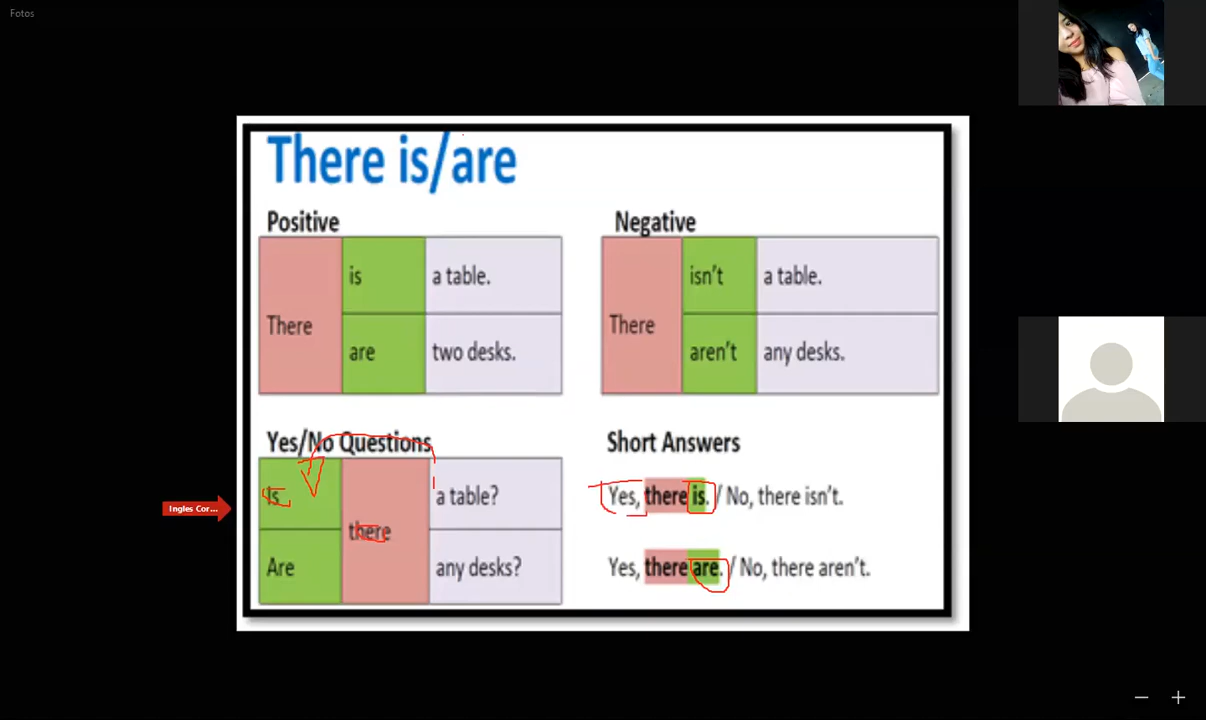 Fotos
There is/are
Positive
There
is
a table.
are
two desks.
Negative
There
isn't
a table.
aren't
any desks.
Yes/No Questions
Is
there
a table?
Are
any desks?
Short Answers
Yes, there is. / No, there isn't.
Yes, there are. / No, there aren't.
Ingles Cor...